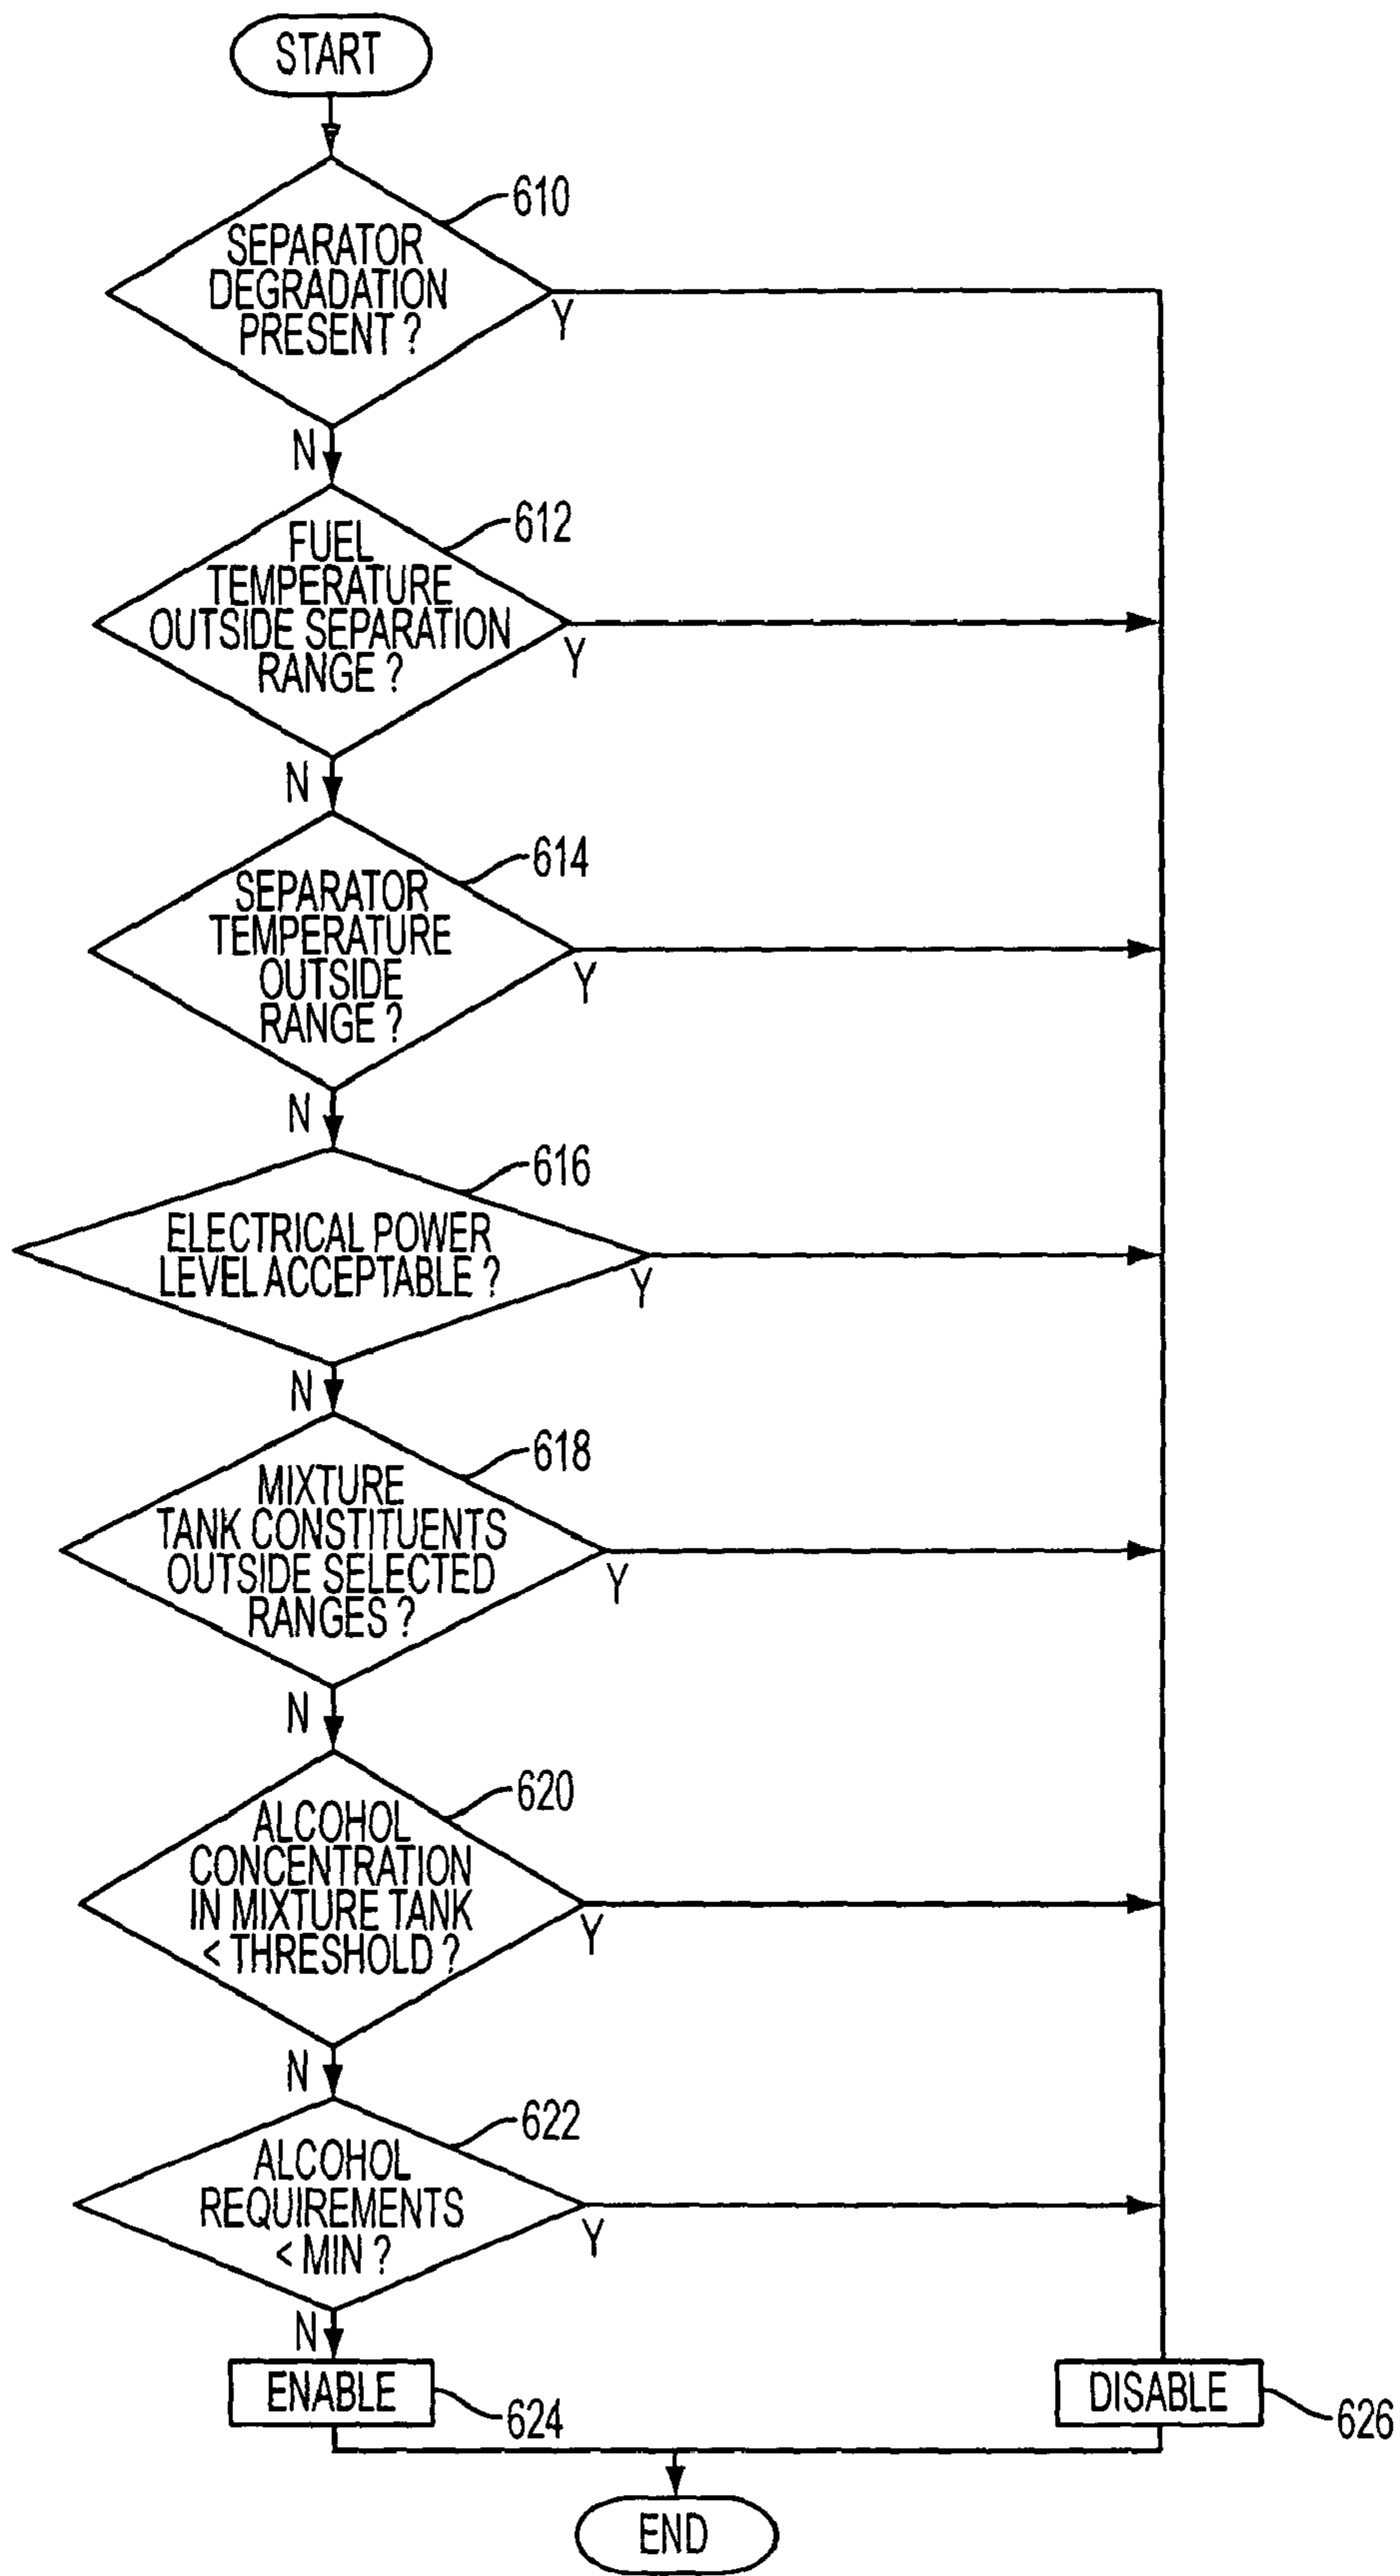 START
610
SEPARATOR
DEGRADATION
PRESENT ?
Y
N
612
FUEL
TEMPERATURE
OUTSIDE SEPARATION
RANGE ?
Y
N
614
SEPARATOR
TEMPERATURE
OUTSIDE
RANGE ?
Y
N
616
ELECTRICAL POWER
LEVEL ACCEPTABLE ?
Y
N
618
MIXTURE
TANK CONSTITUENTS
OUTSIDE SELECTED
RANGES ?
Y
N
620
ALCOHOL
CONCENTRATION
IN MIXTURE TANK
< THRESHOLD ?
Y
N
622
ALCOHOL
REQUIREMENTS
< MIN ?
Y
N
ENABLE
624
DISABLE
626
END